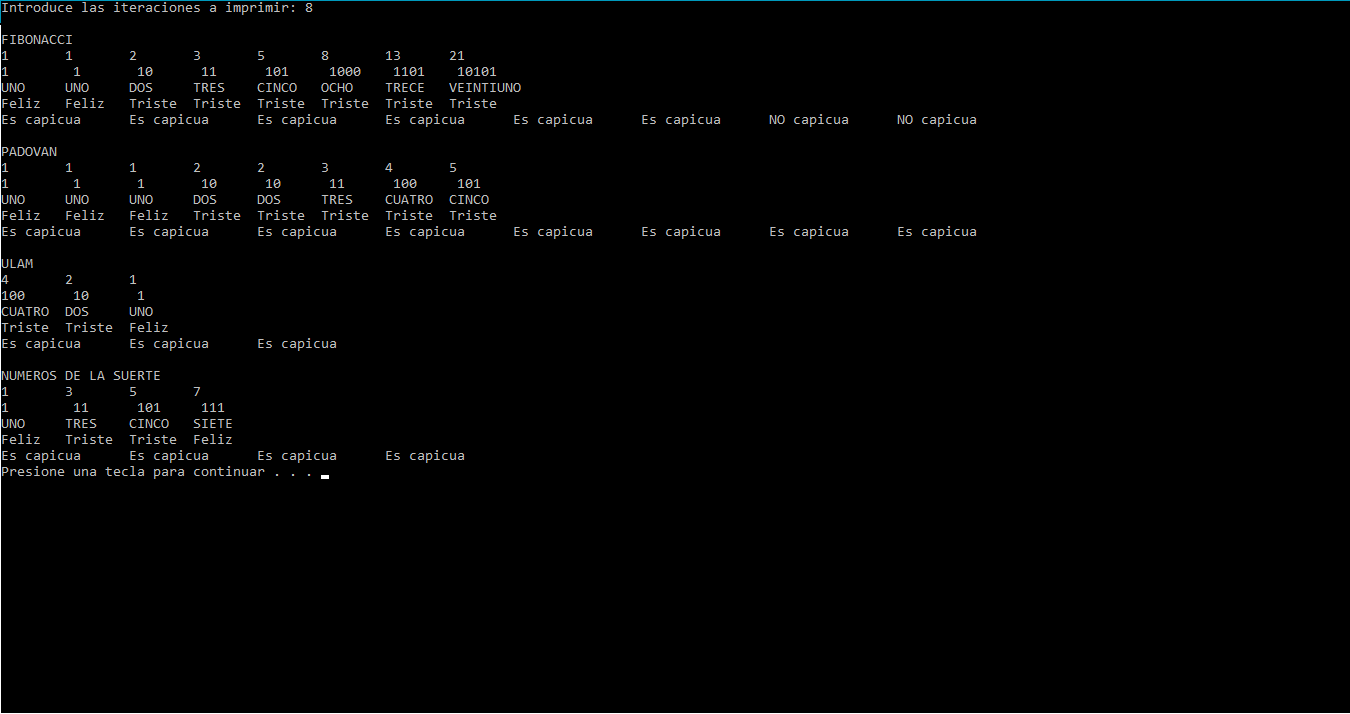 Introduce las iteraciones a imprimir: 8
FIBONACCI
1 1 2 3 5 8 13 21
1 1 10 11 101 1000 1101 10101
UNO UNO DOS TRES CINCO OCHO TRECE VEINTIUNO
Feliz Feliz Triste Triste Triste Triste Triste Triste
Es capicua Es capicua Es capicua Es capicua Es capicua Es capicua NO capicua NO capicua
PADOVAN
1 1 1 2 2 3 4 5
1 1 1 10 10 11 100 101
UNO UNO UNO DOS DOS TRES CUATRO CINCO
Feliz Feliz Feliz Triste Triste Triste Triste Triste
Es capicua Es capicua Es capicua Es capicua Es capicua Es capicua Es capicua Es capicua
ULAM
4 2 1
100 10 1
CUATRO DOS UNO
Triste Triste Feliz
Es capicua Es capicua Es capicua
NUMEROS DE LA SUERTE
1 3 5 7
1 11 101 111
UNO TRES CINCO SIETE
Feliz Triste Triste Feliz
Es capicua Es capicua Es capicua Es capicua
Presione una tecla para continuar . . .